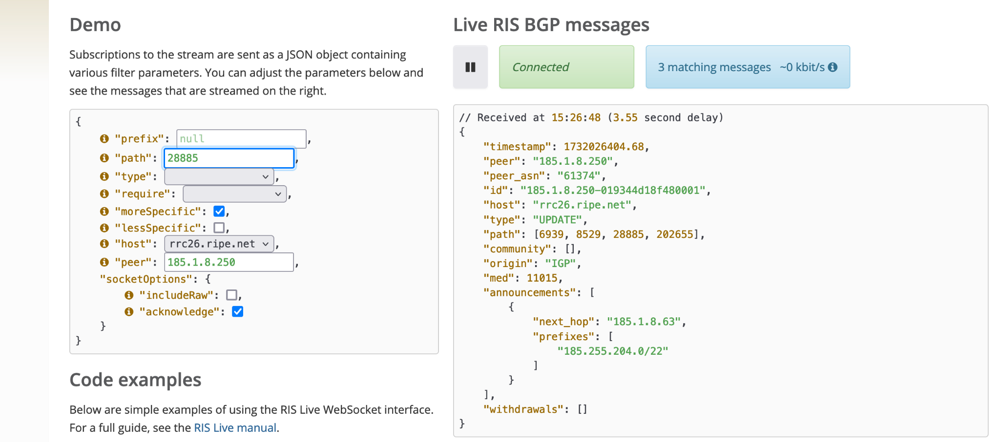 Demo
Subscriptions to the stream are sent as a JSON object containing
various filter parameters. You can adjust the parameters below and
see the messages that are streamed on the right.
{
"prefix": null,
"path": 28885,
"type": ,
"require": ,
"moreSpecific": ,
"lessSpecific": ,
"host": rrc26.ripe.net,
"peer": 185.1.8.250,
"socketOptions": {
"includeRaw": ,
"acknowledge":
}
}
Code examples
Below are simple examples of using the RIS Live WebSocket interface.
For a full guide, see the RIS Live manual.
Live RIS BGP messages
Connected
3 matching messages ~0 kbit/s
// Received at 15:26:48 (3.55 second delay)
{
"timestamp": 1732026404.68,
"peer": "185.1.8.250",
"peer_asn": "61374",
"id": "185.1.8.250-019344d18f480001",
"host": "rrc26.ripe.net",
"type": "UPDATE",
"path": [6939, 8529, 28885, 202655],
"community": [],
"origin": "IGP",
"med": 11015,
"announcements": [
{
"next_hop": "185.1.8.63",
"prefixes": [
"185.255.204.0/22"
]
}
],
"withdrawals": []
}